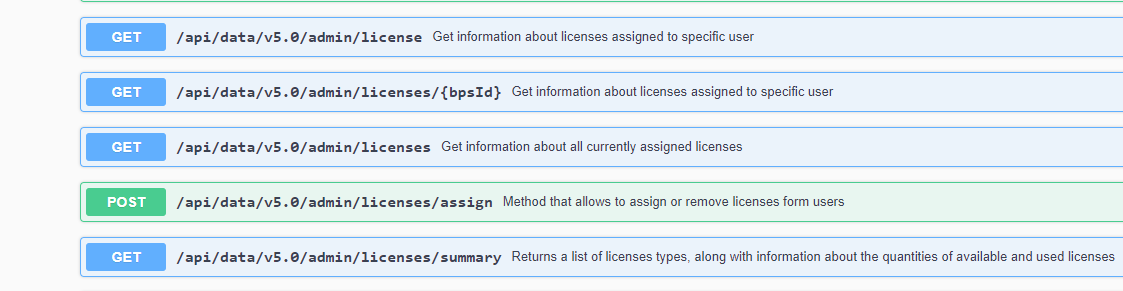 GET /api/data/v5.0/admin/license Get information about licenses assigned to specific user
GET /api/data/v5.0/admin/licenses/{bpsId} Get information about licenses assigned to specific user
GET /api/data/v5.0/admin/licenses Get information about all currently assigned licenses
POST /api/data/v5.0/admin/licenses/assign Method that allows to assign or remove licenses form users
GET /api/data/v5.0/admin/licenses/summary Returns a list of licenses types, along with information about the quantities of available and used licenses